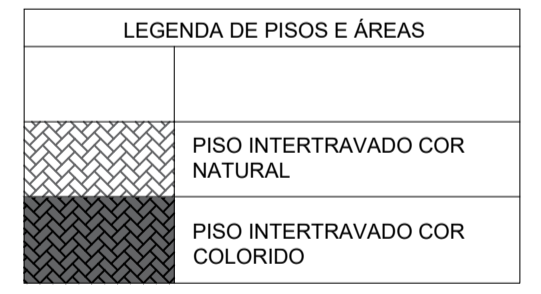 LEGENDA DE PISOS E ÁREAS
PISO INTERTRAVADO COR
NATURAL
PISO INTERTRAVADO COR
COLORIDO